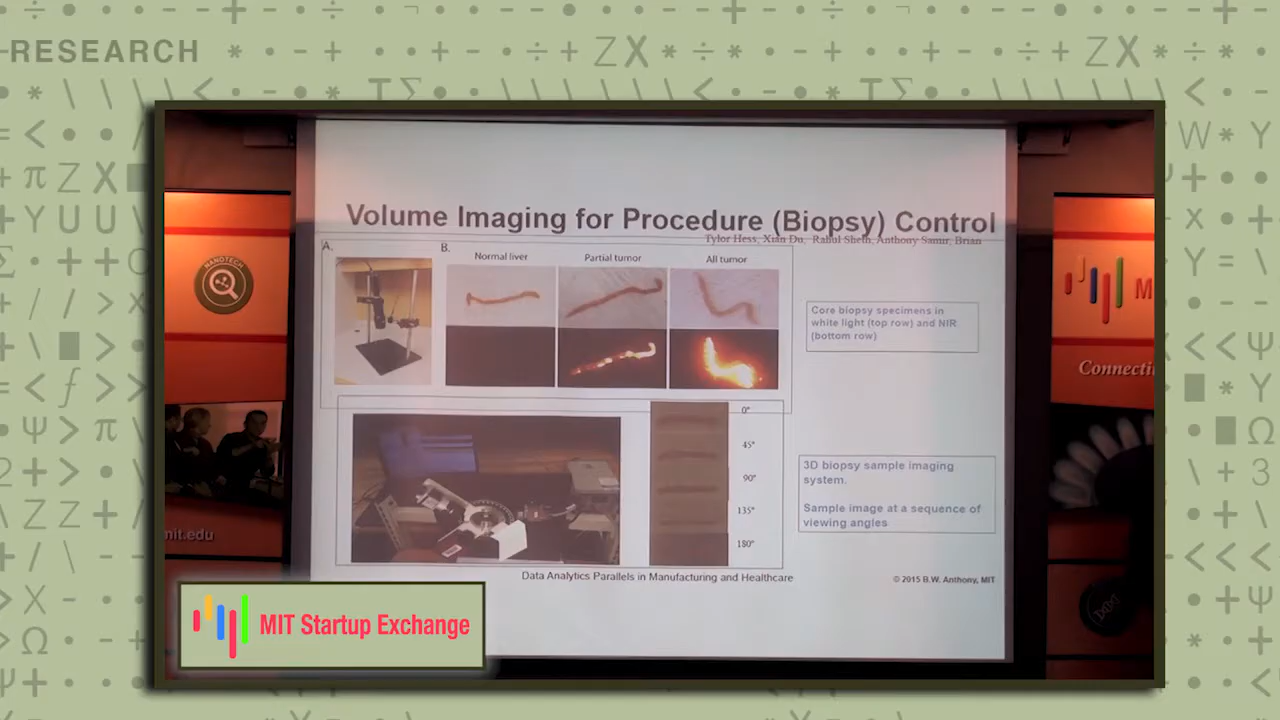 RESEARCH
Volume Imaging for Procedure (Biopsy) Control
Tylor Hess, Xian Du, Rahul Sheth, Anthony Samir, Brian
A.
B.
Normal liver
Partial tumor
All tumor
Core biopsy specimens in
white light (top row) and NIR
(bottom row)
0°
45°
90°
135°
180°
3D biopsy sample imaging
system.
Sample image at a sequence of
viewing angles
Data Analytics Parallels in Manufacturing and Healthcare
© 2015 B.W. Anthony, MIT
NANOTECH
mit.edu
M
Connecti
MIT Startup Exchange